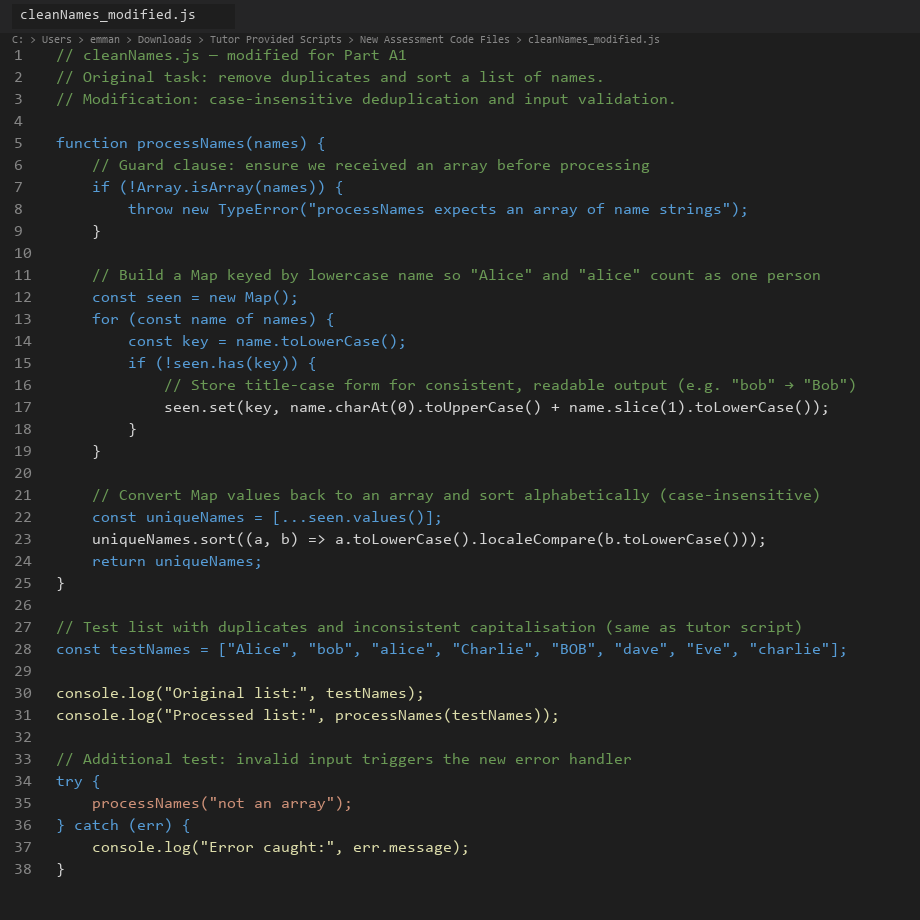 cleanNames_modified.js
C: > Users > emman > Downloads > Tutor Provided Scripts > New Assessment Code Files > cleanNames_modified.js
1 // cleanNames.js — modified for Part A1
2 // Original task: remove duplicates and sort a list of names.
3 // Modification: case-insensitive deduplication and input validation.
4
5 function processNames(names) {
6     // Guard clause: ensure we received an array before processing
7     if (!Array.isArray(names)) {
8         throw new TypeError("processNames expects an array of name strings");
9     }
10
11     // Build a Map keyed by lowercase name so "Alice" and "alice" count as one person
12     const seen = new Map();
13     for (const name of names) {
14         const key = name.toLowerCase();
15         if (!seen.has(key)) {
16             // Store title-case form for consistent, readable output (e.g. "bob" → "Bob")
17             seen.set(key, name.charAt(0).toUpperCase() + name.slice(1).toLowerCase());
18         }
19     }
20
21     // Convert Map values back to an array and sort alphabetically (case-insensitive)
22     const uniqueNames = [...seen.values()];
23     uniqueNames.sort((a, b) => a.toLowerCase().localeCompare(b.toLowerCase()));
24     return uniqueNames;
25 }
26
27 // Test list with duplicates and inconsistent capitalisation (same as tutor script)
28 const testNames = ["Alice", "bob", "alice", "Charlie", "BOB", "dave", "Eve", "charlie"];
29
30 console.log("Original list:", testNames);
31 console.log("Processed list:", processNames(testNames));
32
33 // Additional test: invalid input triggers the new error handler
34 try {
35     processNames("not an array");
36 } catch (err) {
37     console.log("Error caught:", err.message);
38 }